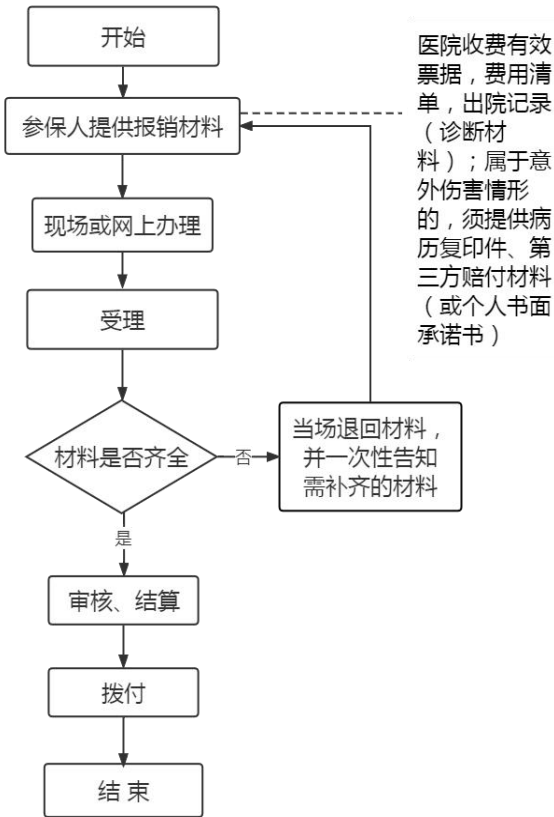 开始
参保人提供报销材料
医院收费有效
票据，费用清
单，出院记录
（诊断材
料）；属于意
外伤害情形
的，须提供病
历复印件、第
三方赔付材料
（或个人书面
承诺书）
现场或网上办理
受理
材料是否齐全
否
当场退回材料，
并一次性告知
需补齐的材料
是
审核、结算
拨付
结 束